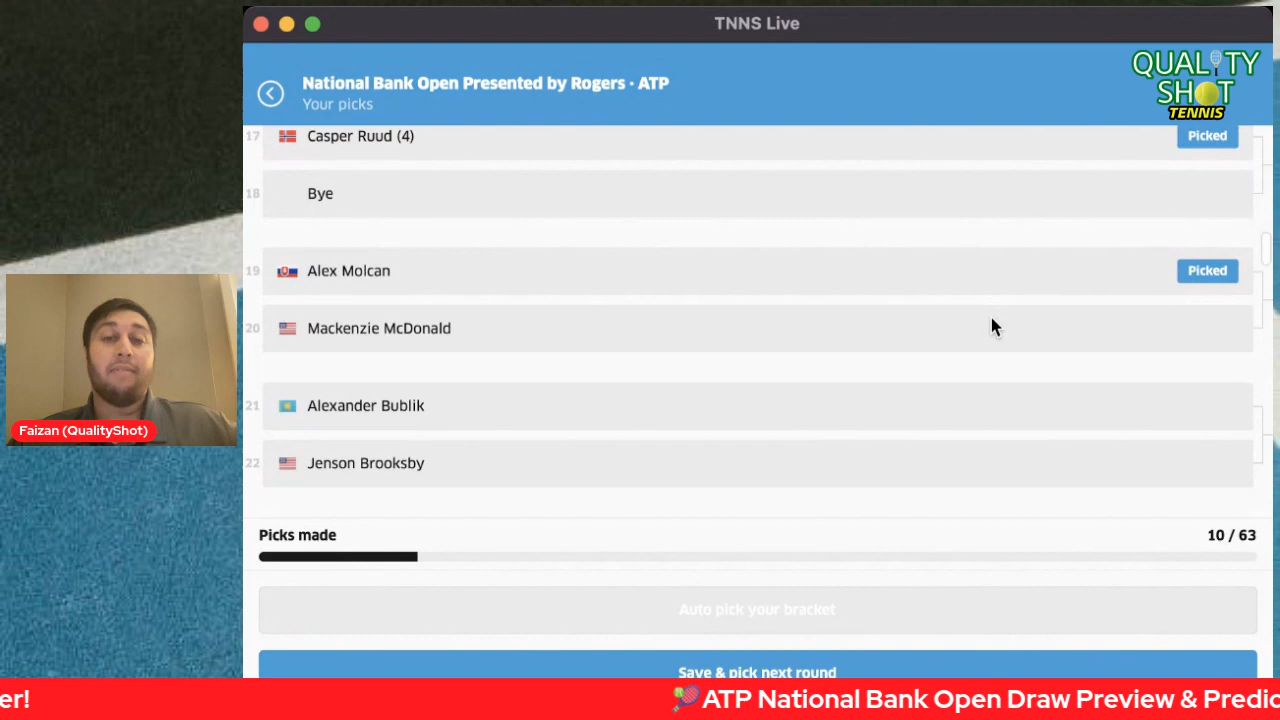 TNNS Live
National Bank Open Presented by Rogers · ATP
Your picks
QUALITY
SHOT
TENNIS
17 Casper Ruud (4) Picked
18 Bye
19 Alex Molcan Picked
20 Mackenzie McDonald
21 Alexander Bublik
22 Jenson Brooksby
Faizan (QualityShot)
Picks made 10 / 63
Auto pick your bracket
Save & pick next round
er! ATP National Bank Open Draw Preview & Predic